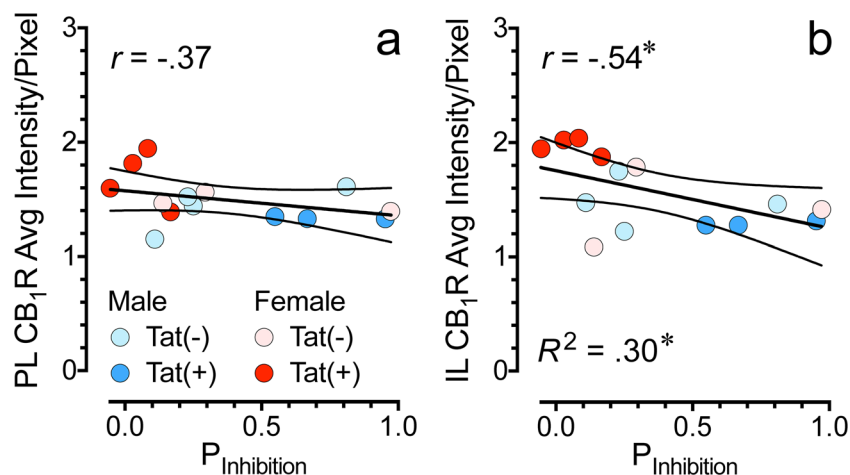 a
r = -.37
PL CB₁R Avg Intensity/Pixel
3
2
1
0
Male Female
Tat(-) Tat(-)
Tat(+) Tat(+)
0.0 0.5 1.0
P_Inhibition
b
r = -.54*
IL CB₁R Avg Intensity/Pixel
3
2
1
0
R² = .30*
0.0 0.5 1.0
P_Inhibition